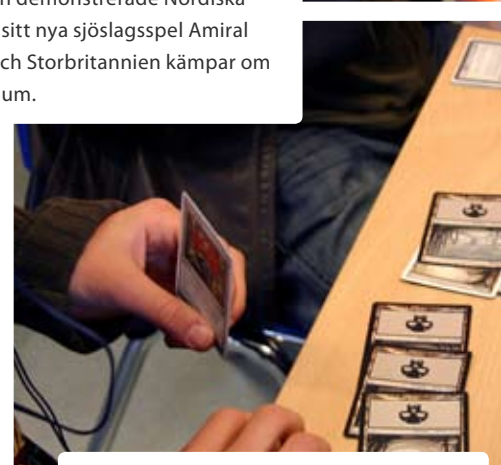 n demonstrerade Nordiska
sitt nya sjöslagsspel Amiral
ch Storbritannien kämpar om
um.